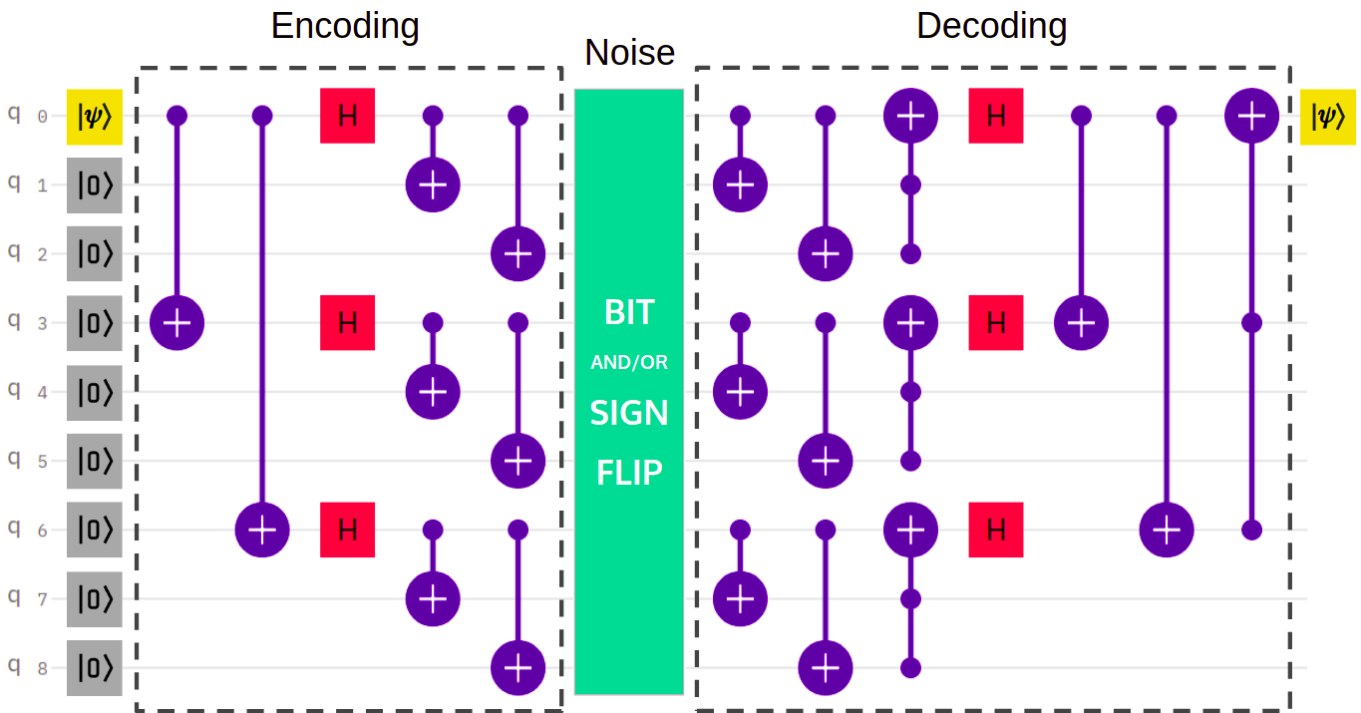 Encoding
Noise
Decoding
q 0 |ψ⟩ H H |ψ⟩
q 1 |0⟩
q 2 |0⟩
q 3 |0⟩ H H
q 4 |0⟩
q 5 |0⟩
q 6 |0⟩ H H
q 7 |0⟩
q 8 |0⟩
BIT
AND/OR
SIGN
FLIP